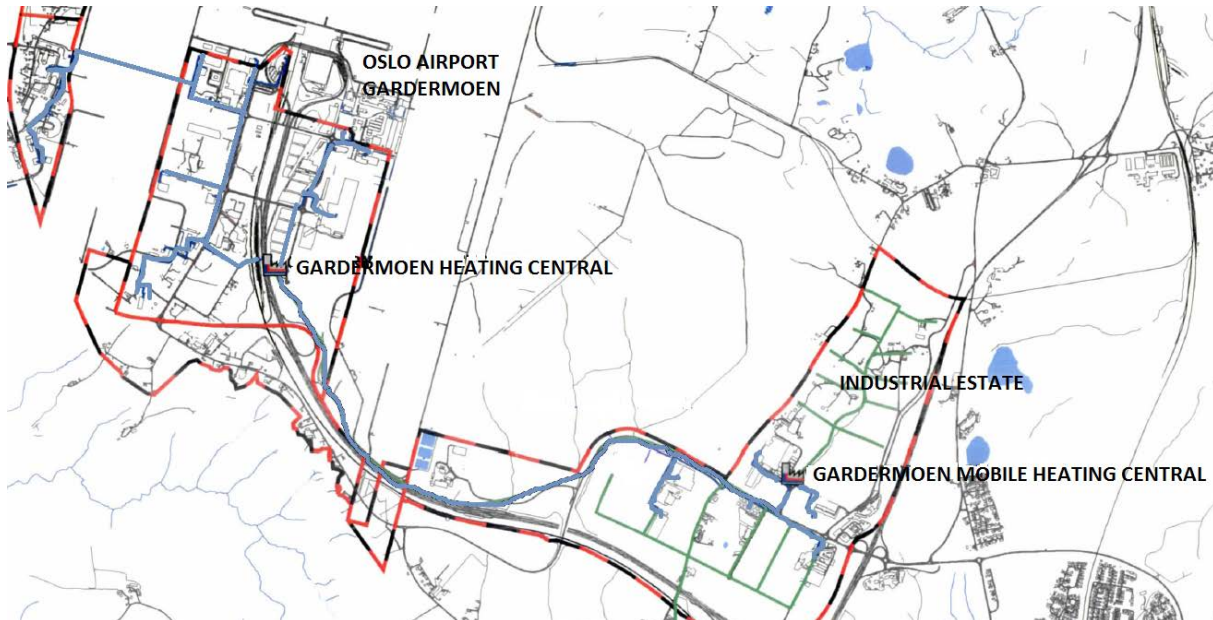 OSLO AIRPORT
GARDERMOEN
GARDERMOEN HEATING CENTRAL
INDUSTRIAL ESTATE
GARDERMOEN MOBILE HEATING CENTRAL